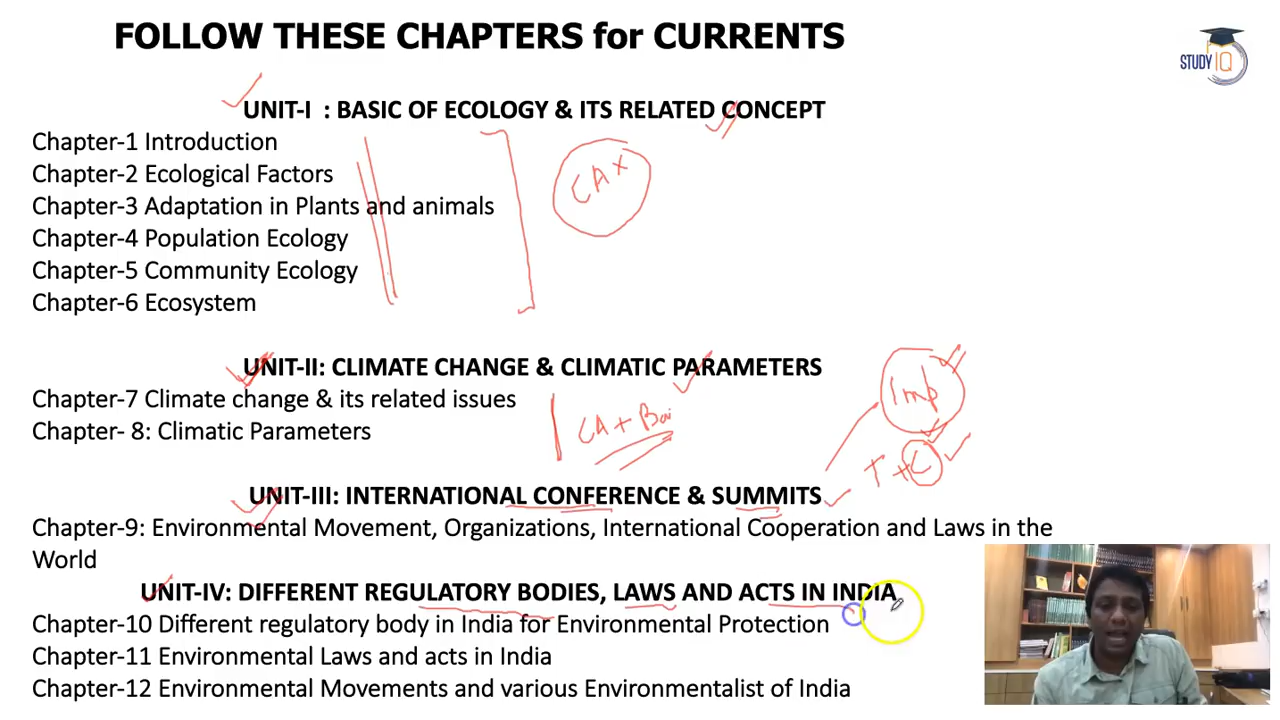 FOLLOW THESE CHAPTERS for CURRENTS
STUDY IQ
UNIT-I : BASIC OF ECOLOGY & ITS RELATED CONCEPT
Chapter-1 Introduction
Chapter-2 Ecological Factors
Chapter-3 Adaptation in Plants and animals
Chapter-4 Population Ecology
Chapter-5 Community Ecology
Chapter-6 Ecosystem
CA X
UNIT-II: CLIMATE CHANGE & CLIMATIC PARAMETERS
Chapter-7 Climate change & its related issues
Chapter- 8: Climatic Parameters
CA +
Imp
T + C
UNIT-III: INTERNATIONAL CONFERENCE & SUMMITS
Chapter-9: Environmental Movement, Organizations, International Cooperation and Laws in the
World
UNIT-IV: DIFFERENT REGULATORY BODIES, LAWS AND ACTS IN INDIA
Chapter-10 Different regulatory body in India for Environmental Protection
Chapter-11 Environmental Laws and acts in India
Chapter-12 Environmental Movements and various Environmentalist of India